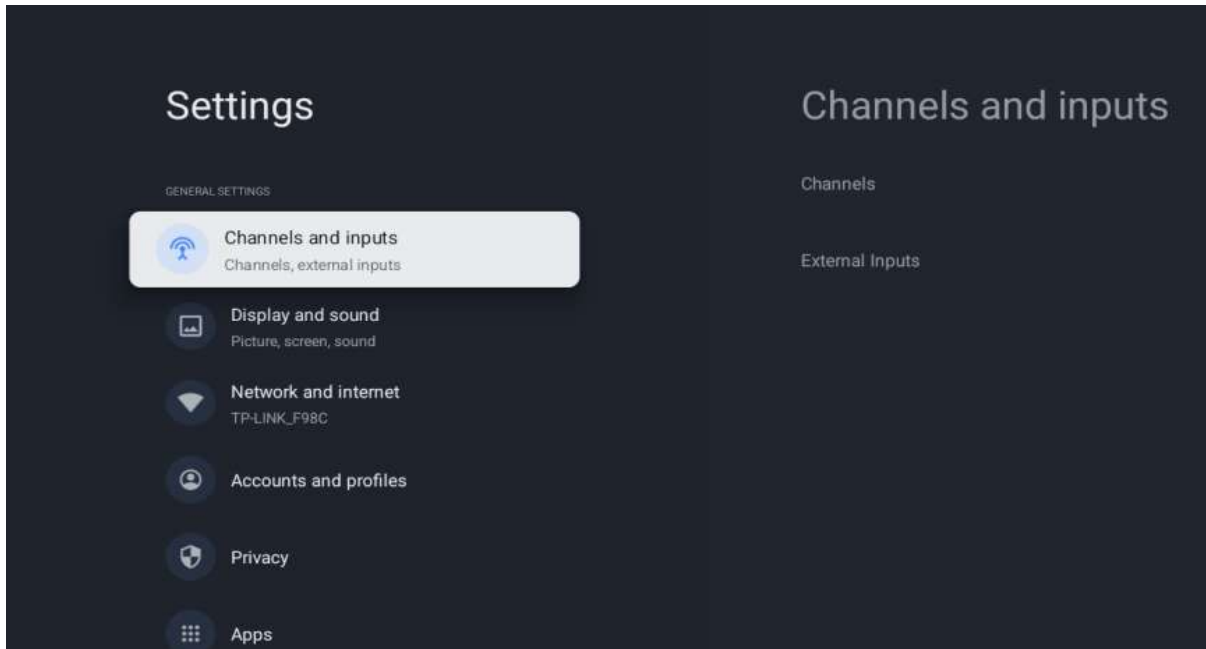 Settings
GENERAL SETTINGS
Channels and inputs
Channels, external inputs
Display and sound
Picture, screen, sound
Network and internet
TP-LINK_F98C
Accounts and profiles
Privacy
Apps
Channels and inputs
Channels
External Inputs